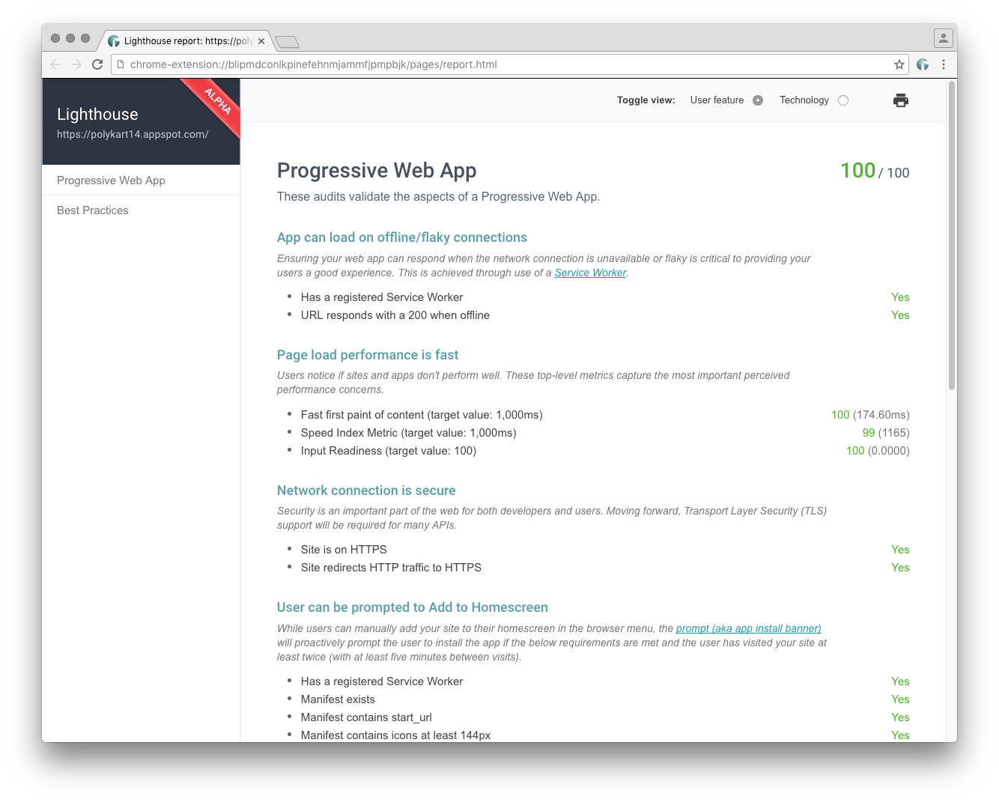 Lighthouse report: https://poly
chrome-extension://blipmdconlkpinefehnmjammfjpmpbjk/pages/report.html
ALPHA
Lighthouse
https://polykart14.appspot.com/
Progressive Web App
Best Practices
Toggle view: User feature Technology
Progressive Web App 100 / 100
These audits validate the aspects of a Progressive Web App.
App can load on offline/flaky connections
Ensuring your web app can respond when the network connection is unavailable or flaky is critical to providing your
users a good experience. This is achieved through use of a Service Worker.
• Has a registered Service Worker Yes
• URL responds with a 200 when offline Yes
Page load performance is fast
Users notice if sites and apps don't perform well. These top-level metrics capture the most important perceived
performance concerns.
• Fast first paint of content (target value: 1,000ms) 100 (174.60ms)
• Speed Index Metric (target value: 1,000ms) 99 (1165)
• Input Readiness (target value: 100) 100 (0.0000)
Network connection is secure
Security is an important part of the web for both developers and users. Moving forward, Transport Layer Security (TLS)
support will be required for many APIs.
• Site is on HTTPS Yes
• Site redirects HTTP traffic to HTTPS Yes
User can be prompted to Add to Homescreen
While users can manually add your site to their homescreen in the browser menu, the prompt (aka app install banner)
will proactively prompt the user to install the app if the below requirements are met and the user has visited your site at
least twice (with at least five minutes between visits).
• Has a registered Service Worker Yes
• Manifest exists Yes
• Manifest contains start_url Yes
• Manifest contains icons at least 144px Yes